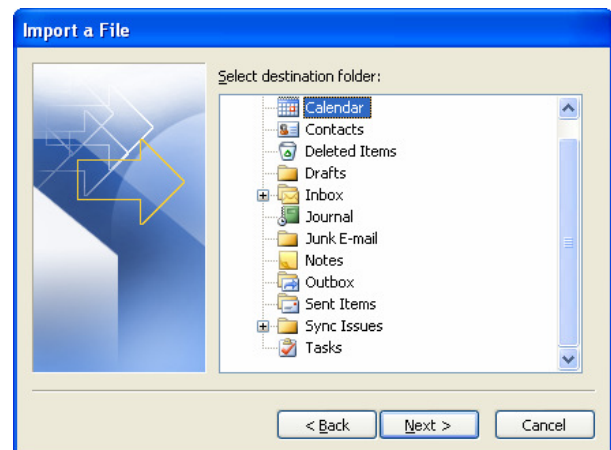 Import a File
Select destination folder:
Calendar
Contacts
Deleted Items
Drafts
Inbox
Journal
Junk E-mail
Notes
Outbox
Sent Items
Sync Issues
Tasks
< Back Next > Cancel